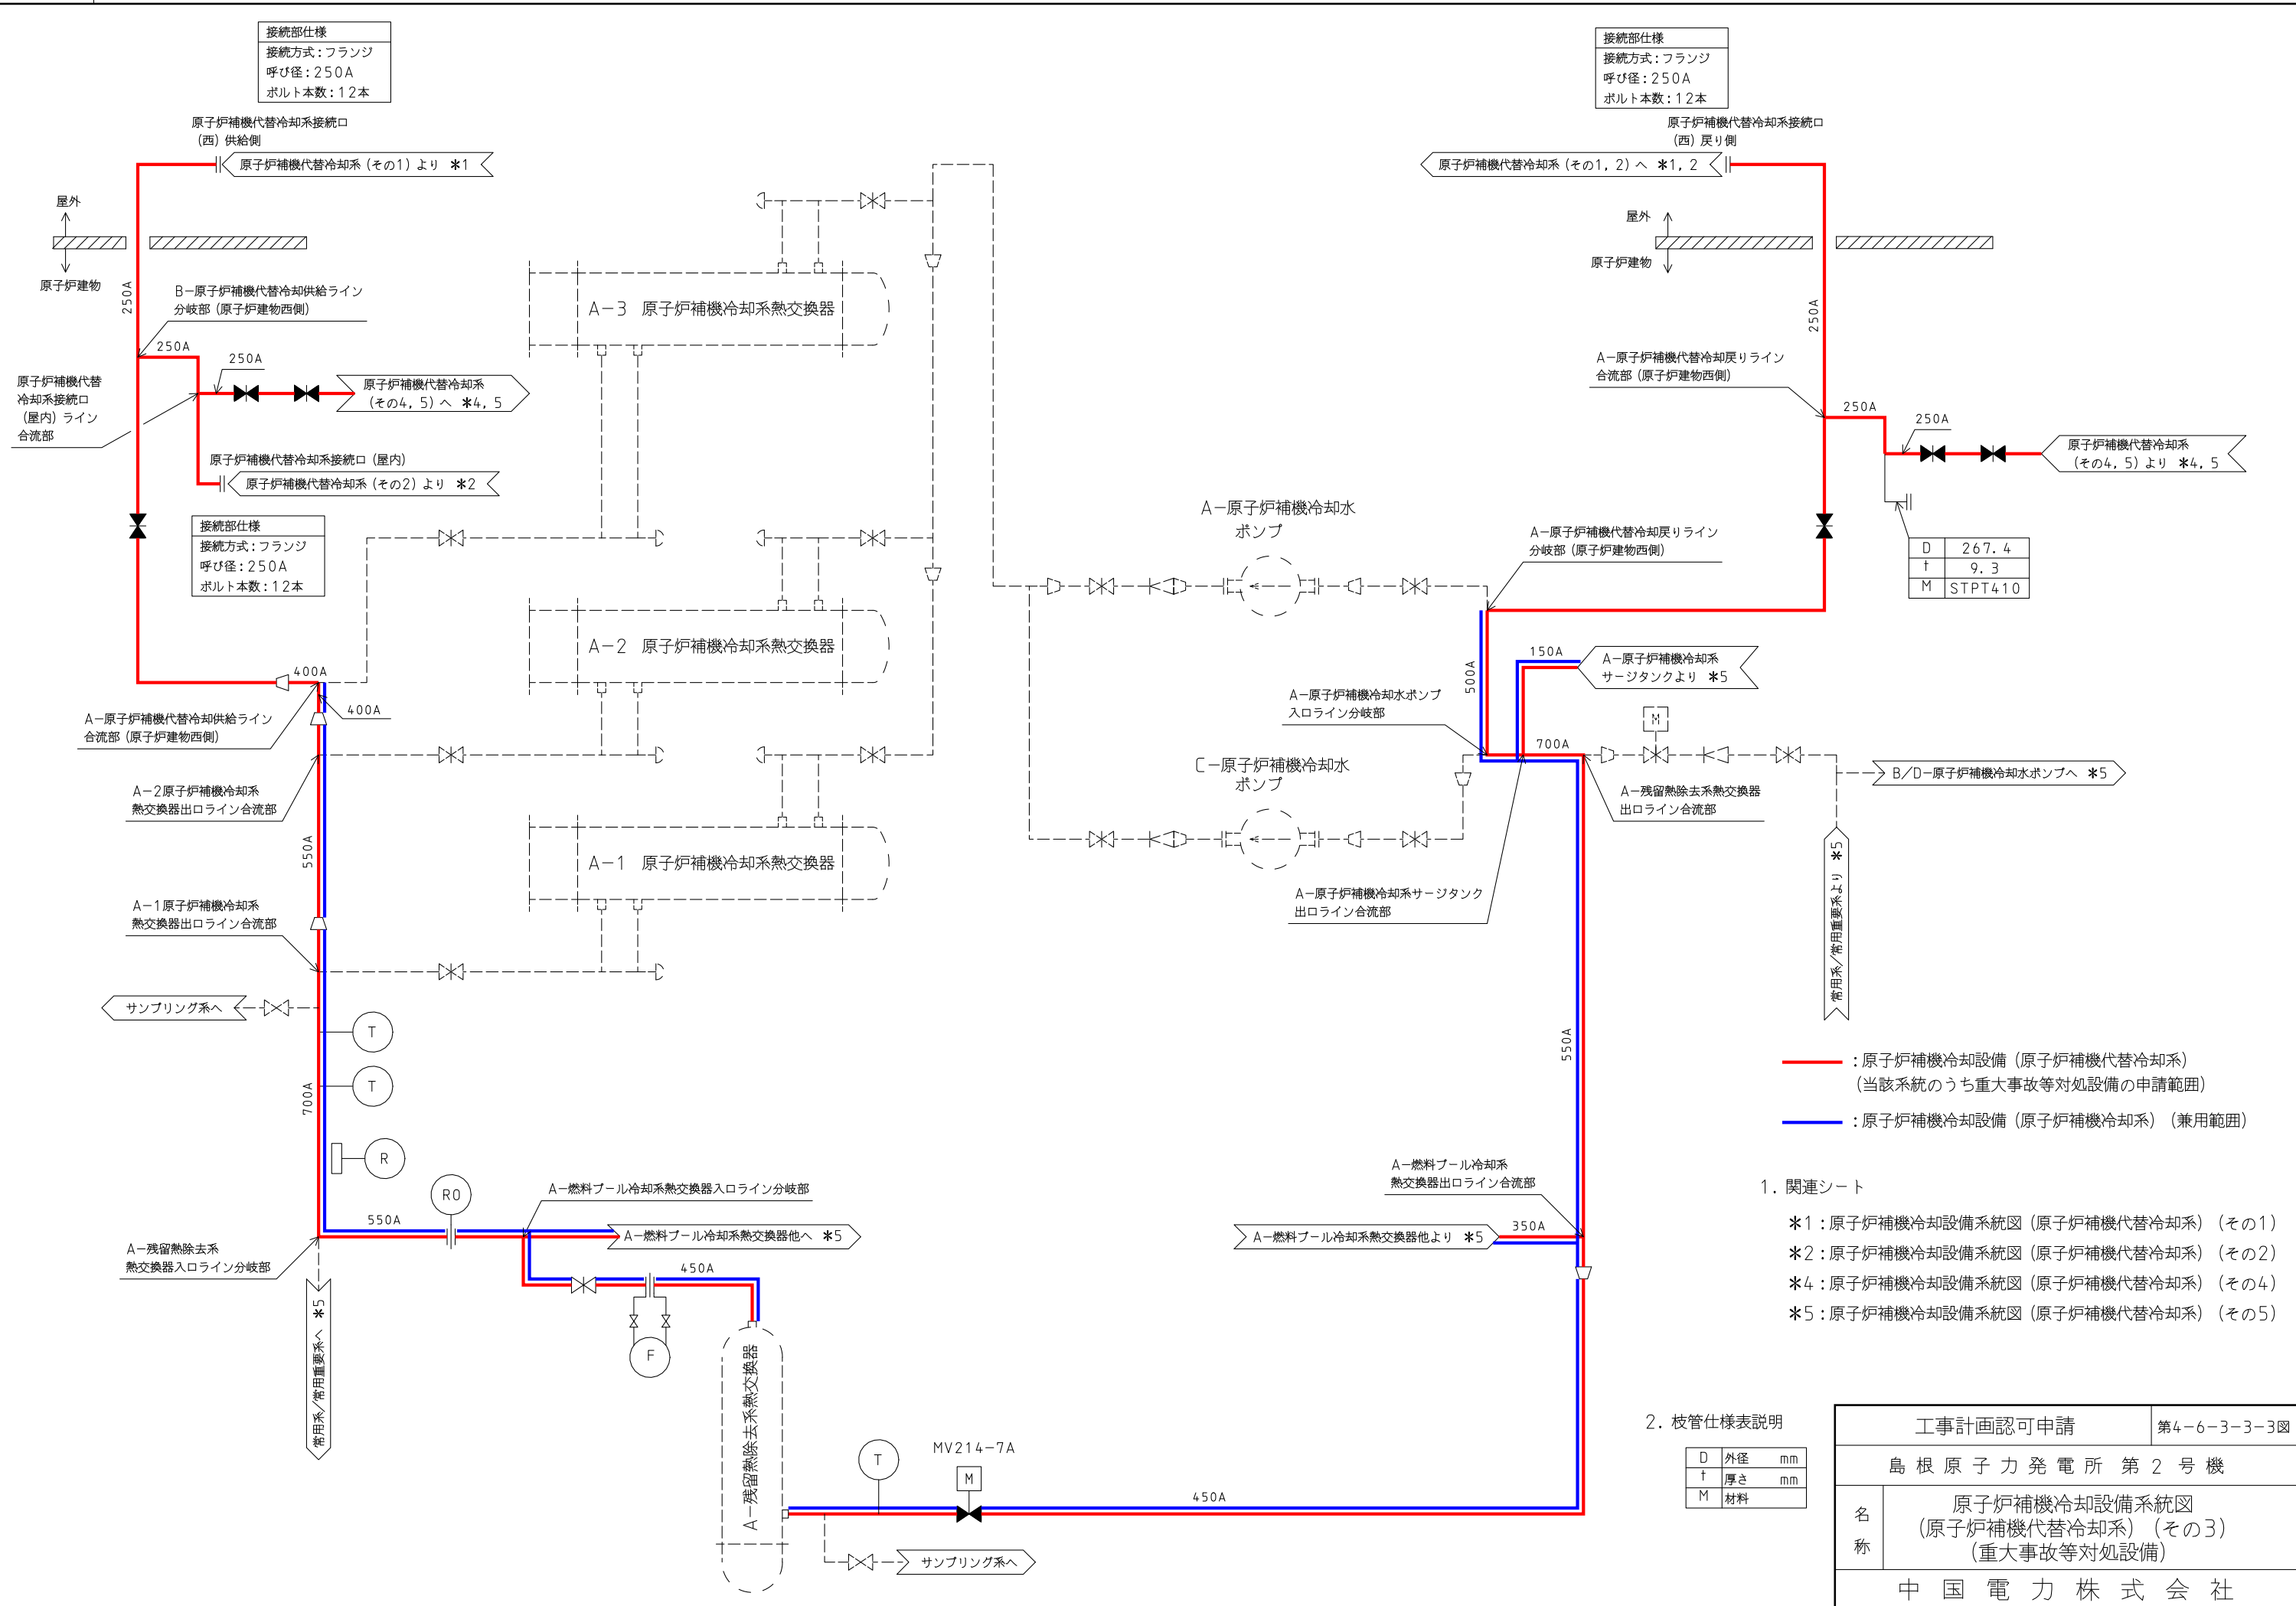 接続部仕様
接続方式：フランジ
呼び径：250A
ボルト本数：12本
原子炉補機代替冷却系接続口
（西）供給側
原子炉補機代替冷却系（その1）より ＊1
屋外
原子炉建物
250A
B－原子炉補機代替冷却供給ライン
分岐部（原子炉建物西側）
250A
250A
原子炉補機代替
冷却系接続口
（屋内）ライン
合流部
原子炉補機代替冷却系
（その4，5）へ ＊4，5
原子炉補機代替冷却系接続口（屋内）
原子炉補機代替冷却系（その2）より ＊2
接続部仕様
接続方式：フランジ
呼び径：250A
ボルト本数：12本
400A
400A
A－原子炉補機代替冷却供給ライン
合流部（原子炉建物西側）
A－2原子炉補機冷却系
熱交換器出口ライン合流部
550A
A－1原子炉補機冷却系
熱交換器出口ライン合流部
サンプリング系へ
T
T
700A
R
RO
550A
A－残留熱除去系
熱交換器入口ライン分岐部
常用系／常用重要系へ ＊5
A－燃料プール冷却系熱交換器入口ライン分岐部
A－燃料プール冷却系熱交換器他へ ＊5
450A
F
A－残留熱除去系熱交換器
T
MV214-7A
M
サンプリング系へ
450A
A－3 原子炉補機冷却系熱交換器
A－2 原子炉補機冷却系熱交換器
A－1 原子炉補機冷却系熱交換器
A－原子炉補機冷却水
ポンプ
C－原子炉補機冷却水
ポンプ
接続部仕様
接続方式：フランジ
呼び径：250A
ボルト本数：12本
原子炉補機代替冷却系接続口
（西）戻り側
原子炉補機代替冷却系（その1，2）へ ＊1，2
屋外
原子炉建物
250A
A－原子炉補機代替冷却戻りライン
合流部（原子炉建物西側）
250A
250A
原子炉補機代替冷却系
（その4，5）より ＊4，5
D 267.4
t 9.3
M STPT410
A－原子炉補機代替冷却戻りライン
分岐部（原子炉建物西側）
500A
150A
A－原子炉補機冷却系
サージタンクより ＊5
A－原子炉補機冷却水ポンプ
入口ライン分岐部
M
700A
B／D－原子炉補機冷却水ポンプへ ＊5
A－残留熱除去系熱交換器
出口ライン合流部
常用系／常用重要系より ＊5
A－原子炉補機冷却系サージタンク
出口ライン合流部
550A
A－燃料プール冷却系
熱交換器出口ライン合流部
A－燃料プール冷却系熱交換器他より ＊5
350A
：原子炉補機冷却設備（原子炉補機代替冷却系）
（当該系統のうち重大事故等対処設備の申請範囲）
：原子炉補機冷却設備（原子炉補機冷却系）（兼用範囲）
1．関連シート
＊1：原子炉補機冷却設備系統図（原子炉補機代替冷却系）（その1）
＊2：原子炉補機冷却設備系統図（原子炉補機代替冷却系）（その2）
＊4：原子炉補機冷却設備系統図（原子炉補機代替冷却系）（その4）
＊5：原子炉補機冷却設備系統図（原子炉補機代替冷却系）（その5）
2．枝管仕様表説明
D 外径 mm
t 厚さ mm
M 材料
工事計画認可申請 第4-6-3-3-3図
島根原子力発電所 第2号機
名称
原子炉補機冷却設備系統図
（原子炉補機代替冷却系）（その3）
（重大事故等対処設備）
中国電力株式会社